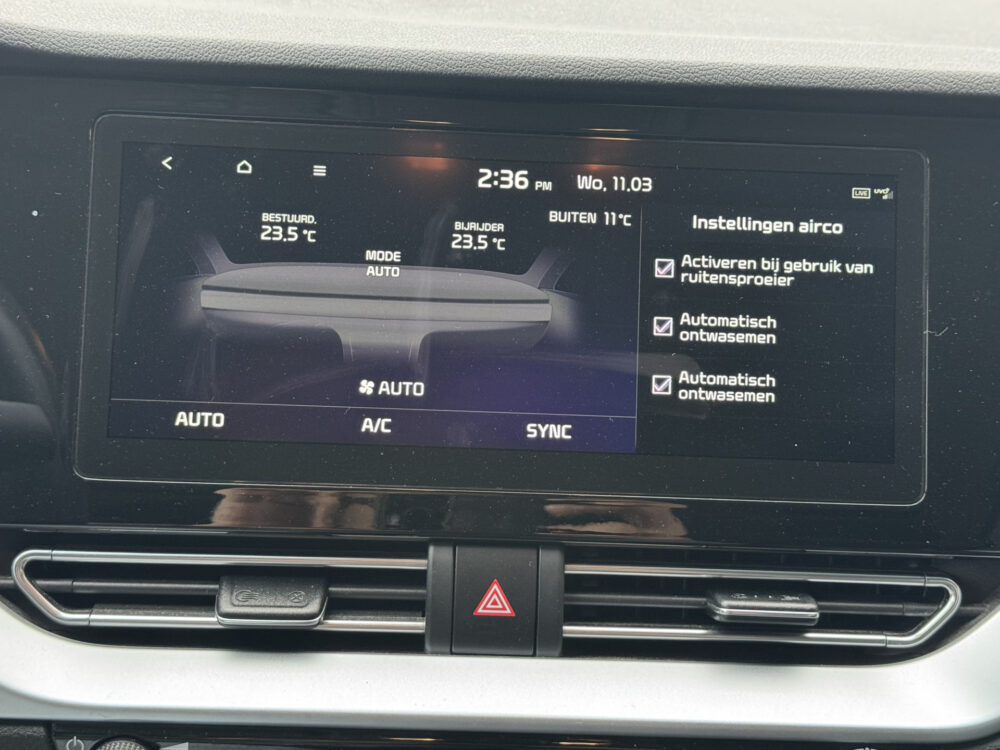 2:36 PM Wo, 11.03
LIVE UVO
BESTUURD.
23.5 °C
BIJRIJDER
23.5 °C
BUITEN 11°C
MODE
AUTO
AUTO
AUTO
A/C
SYNC
Instellingen airco
Activeren bij gebruik van
ruitensproeier
Automatisch
ontwasemen
Automatisch
ontwasemen